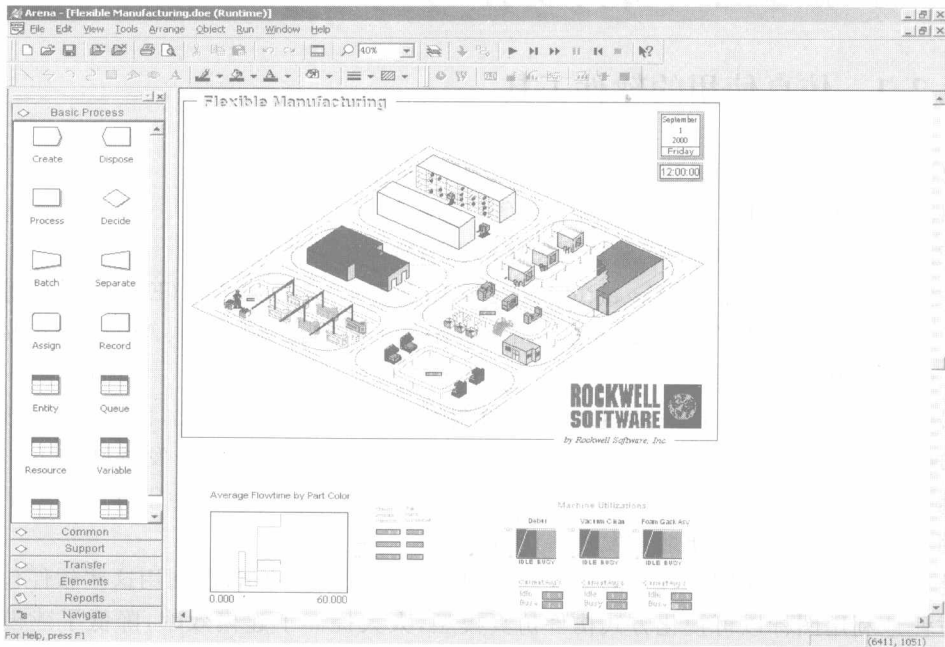 Arena - [Flexible Manufacturing.doe (Runtime)]
File Edit View Tools Arrange Object Run Window Help
40%
Basic Process
Create Dispose
Process Decide
Batch Separate
Assign Record
Entity Queue
Resource Variable
Common
Support
Transfer
Elements
Reports
Navigate
Flexible Manufacturing
September
1
2000
Friday
12:00:00
ROCKWELL
SOFTWARE
by Rockwell Software, Inc.
Average Flowtime by Part Color
0.000 60.000
Machine Utilizations
Vacuum Clean
IDLE BUSY IDLE BUSY IDLE BUSY
Idle Idle Idle
Busy Busy Busy
For Help, press F1
(6411, 1051)